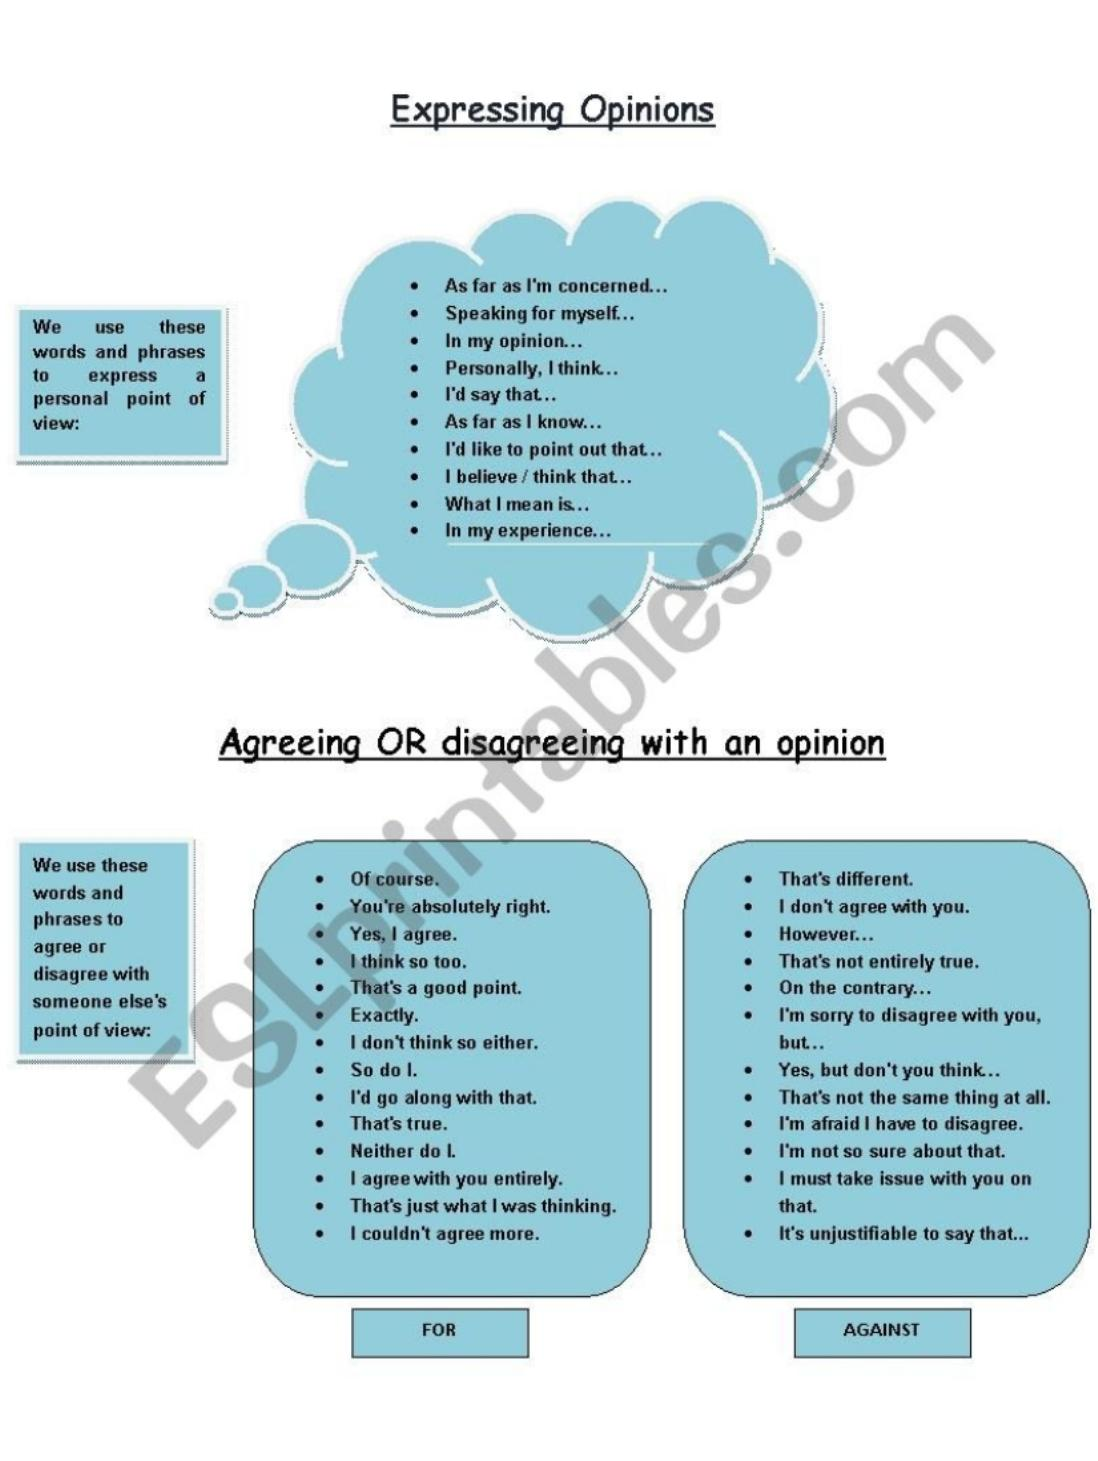 Expressing Opinions
We use these
words and phrases
to express a
personal point of
view:
• As far as I'm concerned...
• Speaking for myself...
• In my opinion...
• Personally, I think...
• I'd say that...
• As far as I know...
• I'd like to point out that...
• I believe / think that...
• What I mean is...
• In my experience...
Agreeing OR disagreeing with an opinion
We use these
words and
phrases to
agree or
disagree with
someone else's
point of view:
• Of course.
• You're absolutely right.
• Yes, I agree.
• I think so too.
• That's a good point.
• Exactly.
• I don't think so either.
• So do I.
• I'd go along with that.
• That's true.
• Neither do I.
• I agree with you entirely.
• That's just what I was thinking.
• I couldn't agree more.
FOR
• That's different.
• I don't agree with you.
• However...
• That's not entirely true.
• On the contrary...
• I'm sorry to disagree with you,
but...
• Yes, but don't you think...
• That's not the same thing at all.
• I'm afraid I have to disagree.
• I'm not so sure about that.
• I must take issue with you on
that.
• It's unjustifiable to say that...
AGAINST
ESLprintables.com